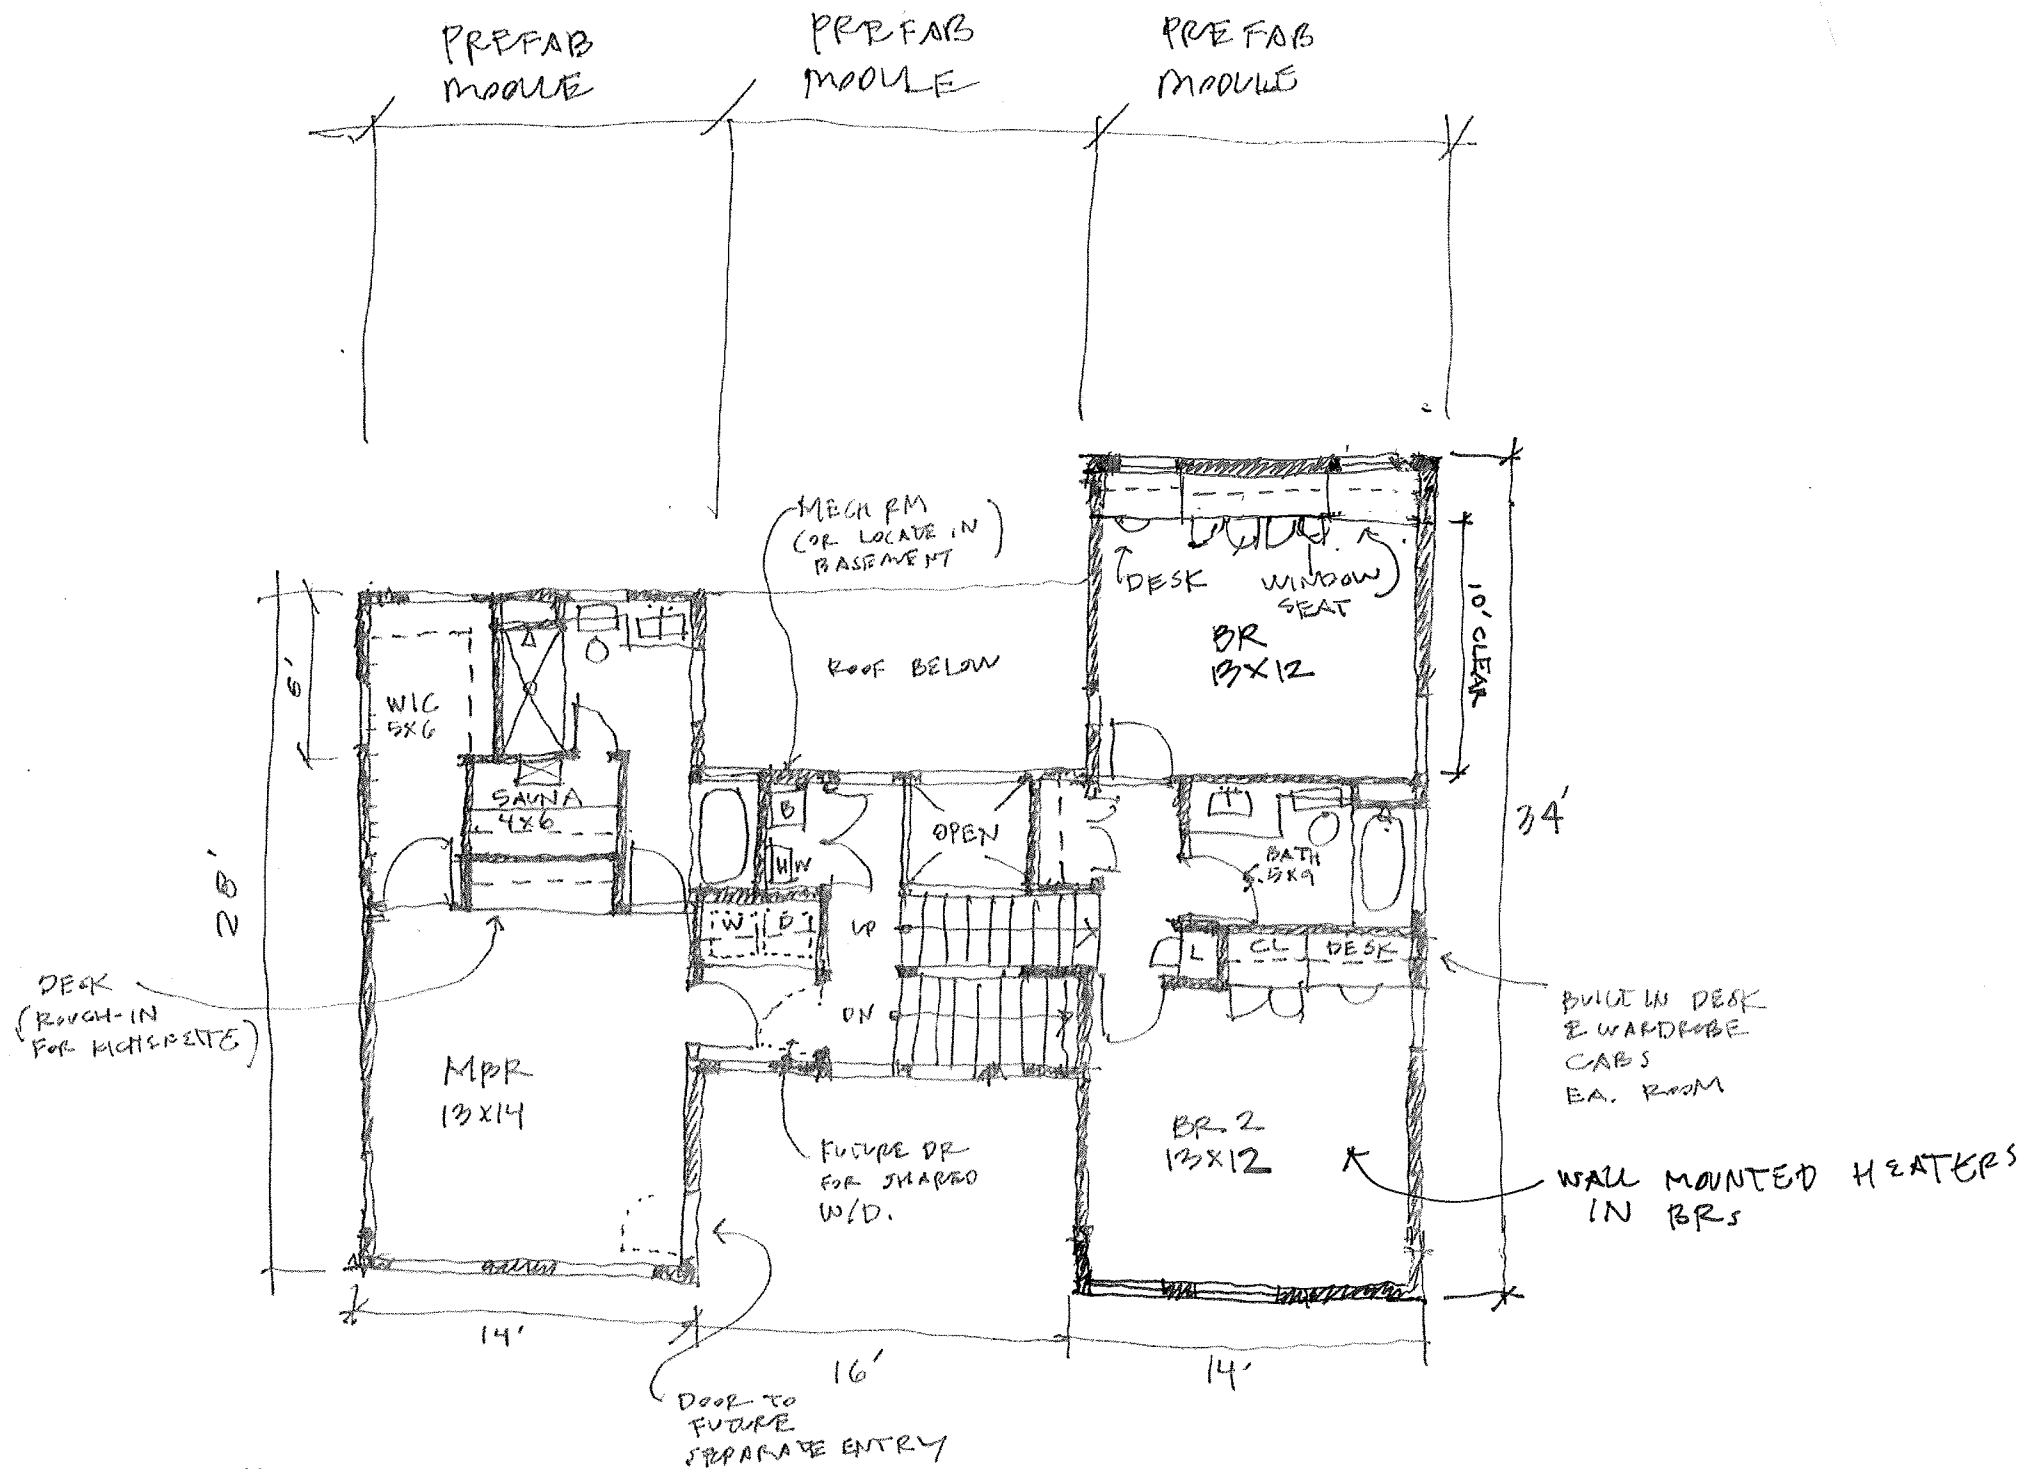 PREFAB
MODULE
PREFAB
MODULE
PREFAB
MODULE
MECH RM
(OR LOCATE IN
BASEMENT)
DESK
WINDOW
SEAT
BR
13X12
10' CLEAR
34'
ROOF BELOW
6'
WIC
5X6
SAUNA
4X6
28'
B
HW
OPEN
BATH
5.5X9
W
D
UP
DN
L
CL
DESK
DESK
(ROUGH-IN
FOR KICHENETTE)
BUILT IN DESK
& WARDROBE
CABS
EA. ROOM
MBR
13X14
BR. 2
13X12
FUTURE DR
FOR SHARED
W/D.
WALL MOUNTED HEATERS
IN BRs
14'
16'
14'
DOOR TO
FUTURE
SEPARATE ENTRY